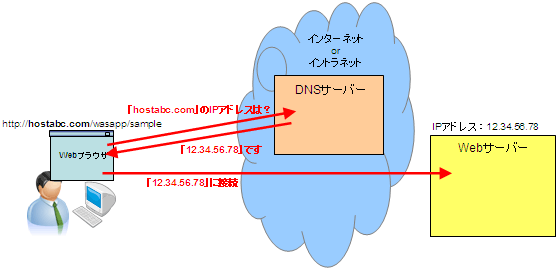 インターネット
or
イントラネット
DNSサーバー
「hostabc.com」のIPアドレスは？
http://hostabc.com/wasapp/sample
IPアドレス：12.34.56.78
Webブラウザ
「12.34.56.78」です
Webサーバー
「12.34.56.78」に接続